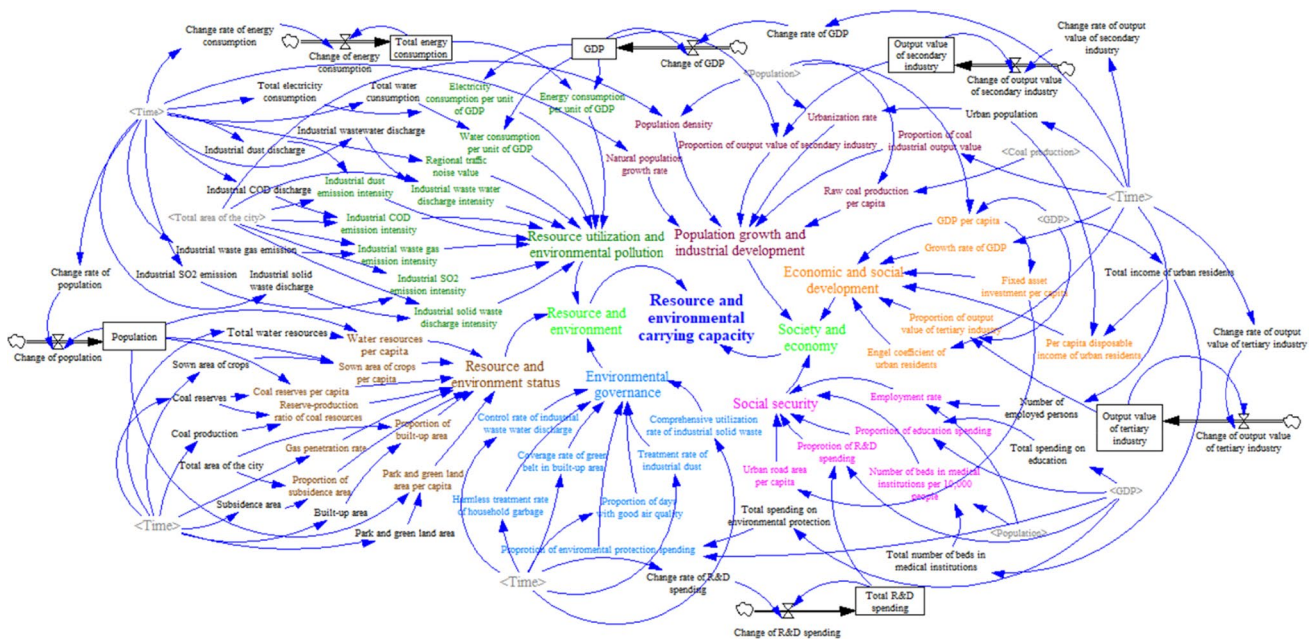 Change rate of energy
consumption
Total energy
consumption
Change of energy
consumption
GDP
Change of GDP
Change rate of GDP
Output value
of secondary
industry
Change rate of output
value of secondary
industry
Change of output value
of secondary industry
<Population>
<Time>
Total electricity
consumption
Total water
cunsumption
Electricity
consumption per unit
of GDP
Energy consumption
per unit of GDP
Water consumption
per unit of GDP
Population density
Urbanization rate
Urban population
Industrial wastewater discharge
Industrial dust discharge
Regional traffic
noise value
Natural population
growth rate
Proportion of output value of secondary industry
Proportion of coal
industrial output value
<Coal production>
Industrial COD discharge
Industrial dust
emission intensity
Industrial waste water
discharge intensity
Raw coal production
per capita
<Time>
<Total area of the city>
Industrial COD
emission intensity
GDP per capita
<GDP>
Industrial waste gas emission
Industrial waste gas
emission intensity
Resource utilization and
environmental pollution
Population growth and
industrial development
Growth rate of GDP
Change rate of
population
Industrial SO2 emission
Industrial solid
waste discharge
Industrial SO2
emission intensity
Economic and social
development
Fixed asset
investment per capita
Total income of urban residents
Industrial solid waste
discharge intensity
Resource and
environment
Resource and
environmental
carrying capacity
Society and
economy
Proportion of output
value of tertiary industry
Engel coefficient of
urban residents
Per capita disposable
income of urban residents
Change rate of output
value of tertiary industry
Population
Change of population
Total water resources
Water resources
per capita
Sown area of crops
Sown area of crops
per capita
Resource and
environment status
Environmental
governance
Social security
Employment rate
Number of
employed persons
Output value
of tertiary
industry
Change of output value
of tertiary industry
Coal reserves
Coal reserves per capita
Reserve-production
ratio of coal resources
Coal production
Proportion of
built-up area
Control rate of industrial
waste water discharge
Comprehensive utilization
rate of industrial solid waste
Proportion of education spending
Total spending on
education
Total area of the city
Gas penetration rate
Coverage rate of green
belt in built-up area
Treatment rate of
industrial dust
Proportion of R&D
spending
Urban road area
per capita
Number of beds in medical
institutions per 10,000
people
<GDP>
Proportion of
subsidence area
Park and green land
area per capita
Subsidence area
Built-up area
Harmless treatment rate
of household garbage
Proportion of days
with good air quality
Total spending on
environmental protection
<Population>
<Time>
Park and green land area
Proportion of enviromental protection spending
Total number of beds in
medical institutions
<Time>
Change rate of R&D
spending
Total R&D
spending
Change of R&D spending